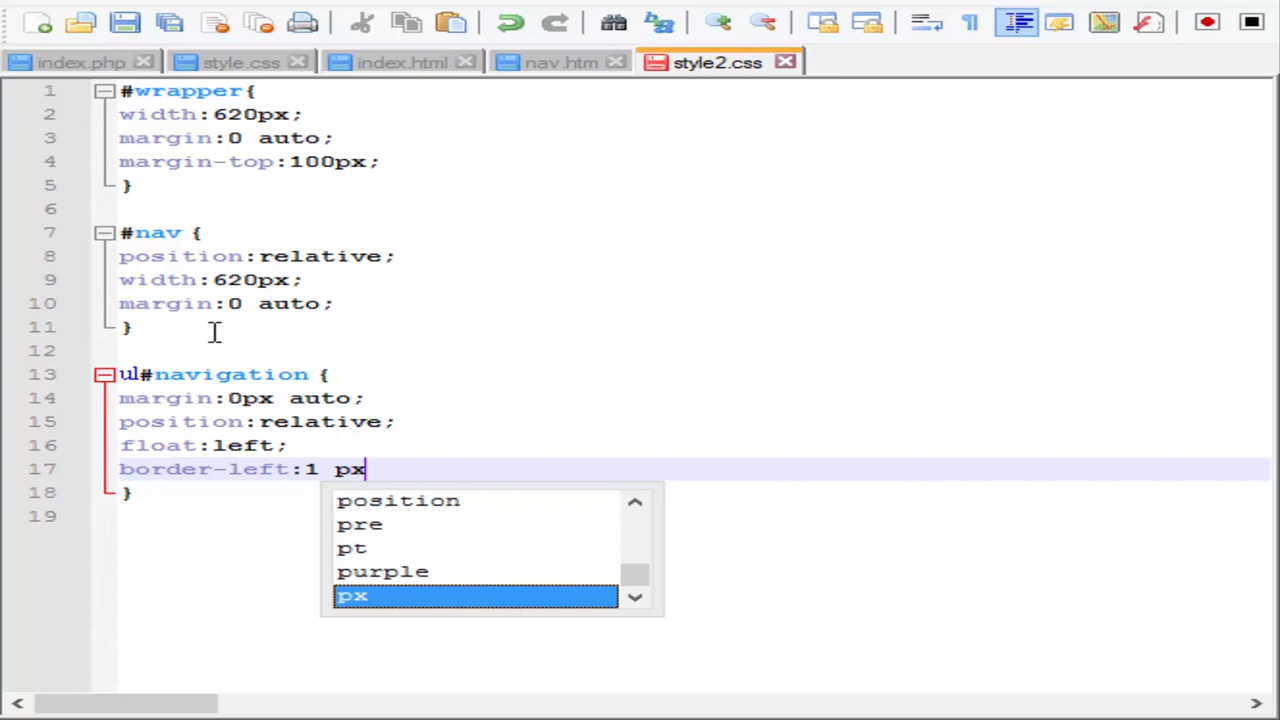 index.php style.css index.html nav.htm style2.css
1 #wrapper{
2 width:620px;
3 margin:0 auto;
4 margin-top:100px;
5 }
6
7 #nav {
8 position:relative;
9 width:620px;
10 margin:0 auto;
11 }
12
13 ul#navigation {
14 margin:0px auto;
15 position:relative;
16 float:left;
17 border-left:1 px
18 }
19
position
pre
pt
purple
px